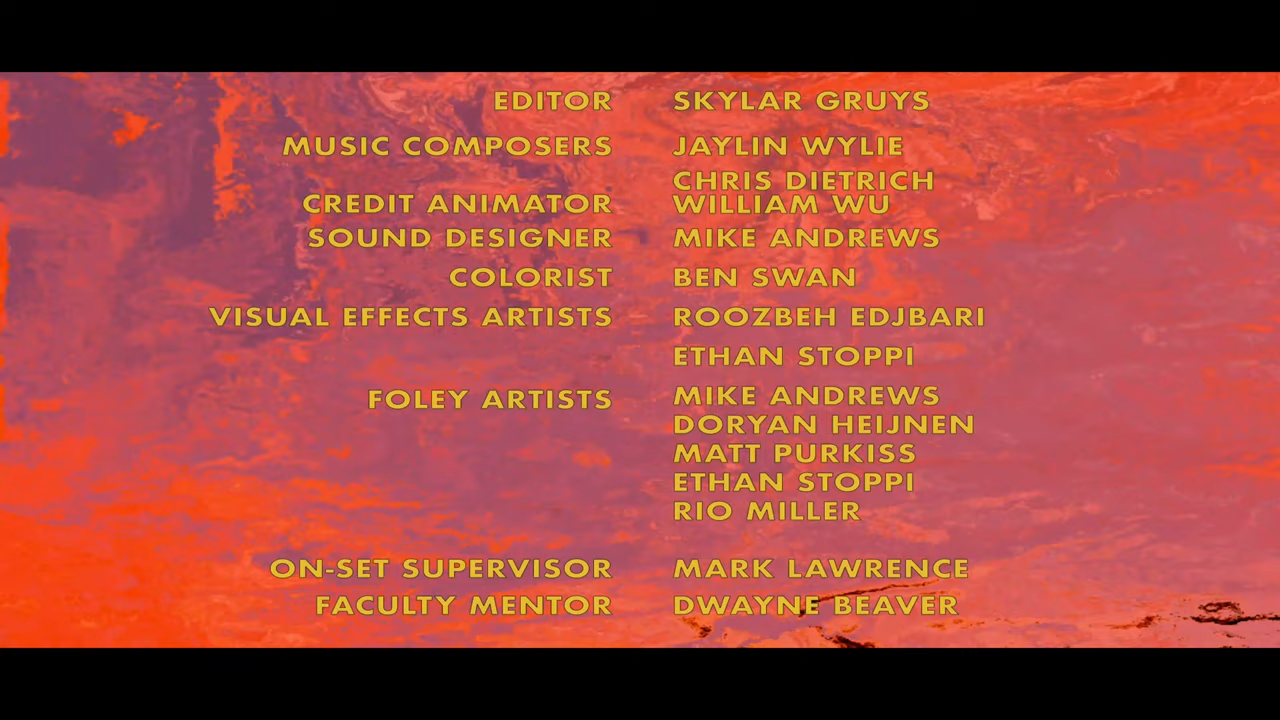 EDITOR SKYLAR GRUYS
MUSIC COMPOSERS JAYLIN WYLIE
CHRIS DIETRICH
CREDIT ANIMATOR WILLIAM WU
SOUND DESIGNER MIKE ANDREWS
COLORIST BEN SWAN
VISUAL EFFECTS ARTISTS ROOZBEH EDJBARI
ETHAN STOPPI
FOLEY ARTISTS MIKE ANDREWS
DORYAN HEIJNEN
MATT PURKISS
ETHAN STOPPI
RIO MILLER
ON-SET SUPERVISOR MARK LAWRENCE
FACULTY MENTOR DWAYNE BEAVER